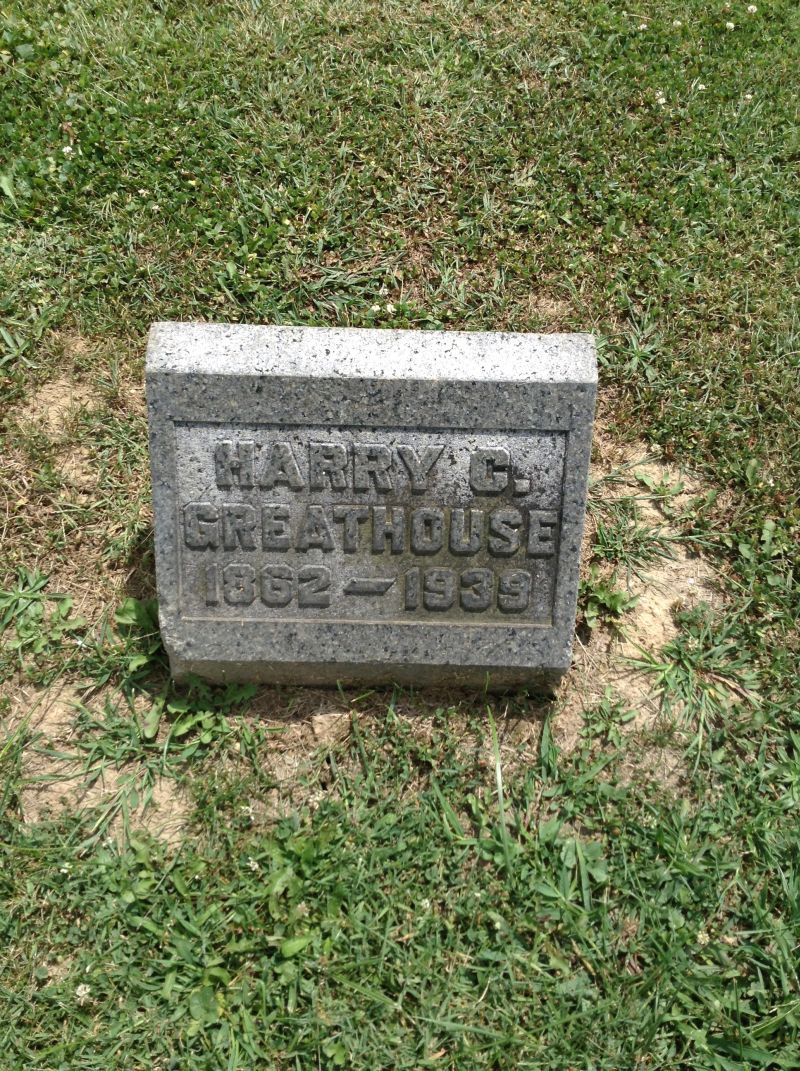 HARRY C.
GREATHOUSE
1862 — 1939